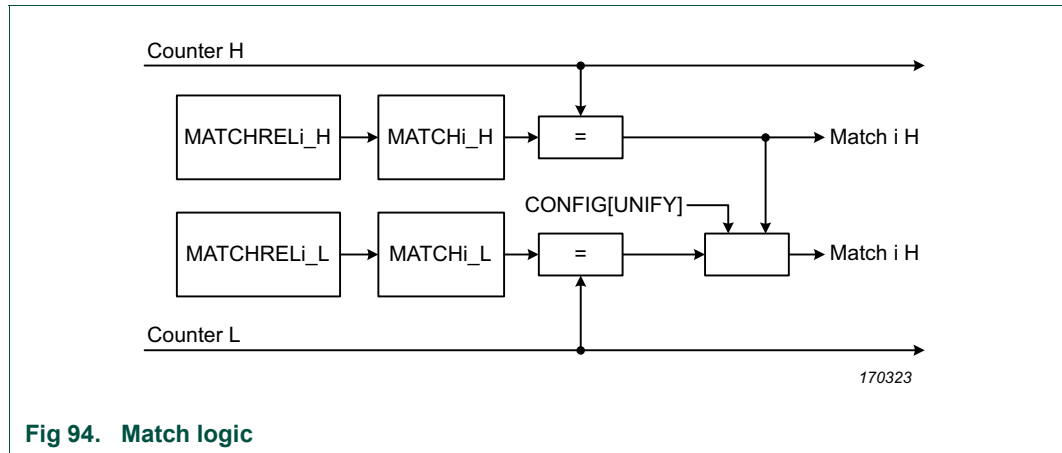 Counter H
MATCHRELi_H
MATCHi_H
=
Match i H
CONFIG[UNIFY]
MATCHRELi_L
MATCHi_L
=
Match i H
Counter L
170323
Fig 94. Match logic